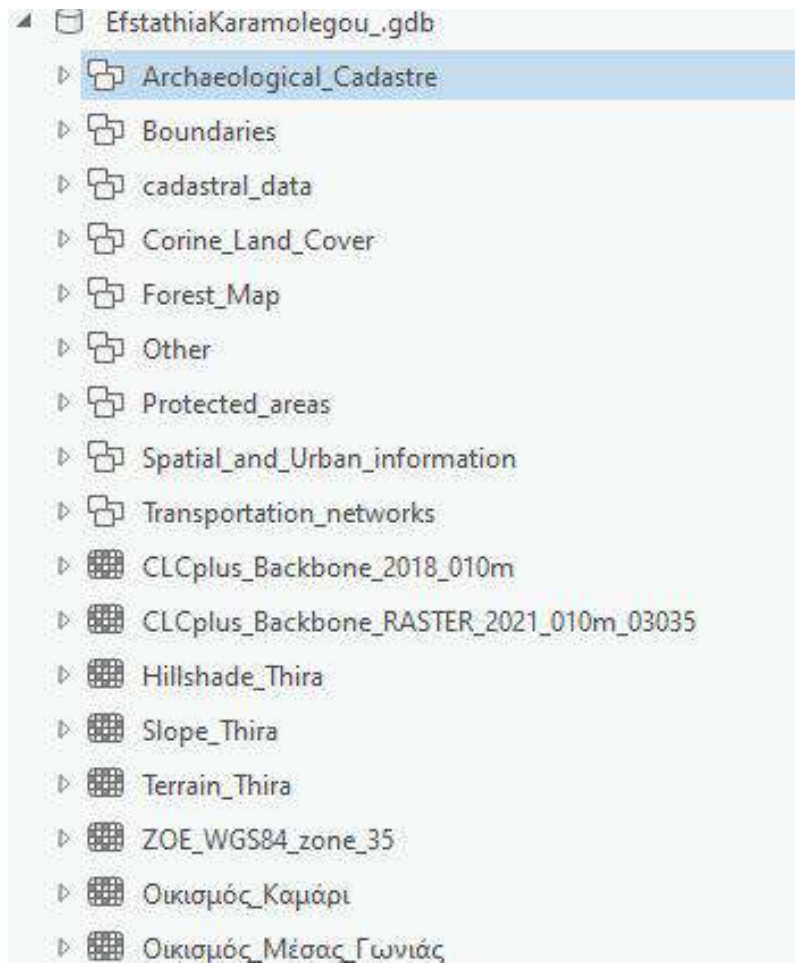 EfstathiaKaramolegou_.gdb
Archaeological_Cadastre
Boundaries
cadastral_data
Corine_Land_Cover
Forest_Map
Other
Protected_areas
Spatial_and_Urban_information
Transportation_networks
CLCplus_Backbone_2018_010m
CLCplus_Backbone_RASTER_2021_010m_03035
Hillshade_Thira
Slope_Thira
Terrain_Thira
ZOE_WGS84_zone_35
Οικισμός_Καμάρι
Οικισμός_Μέσας_Γωνιάς